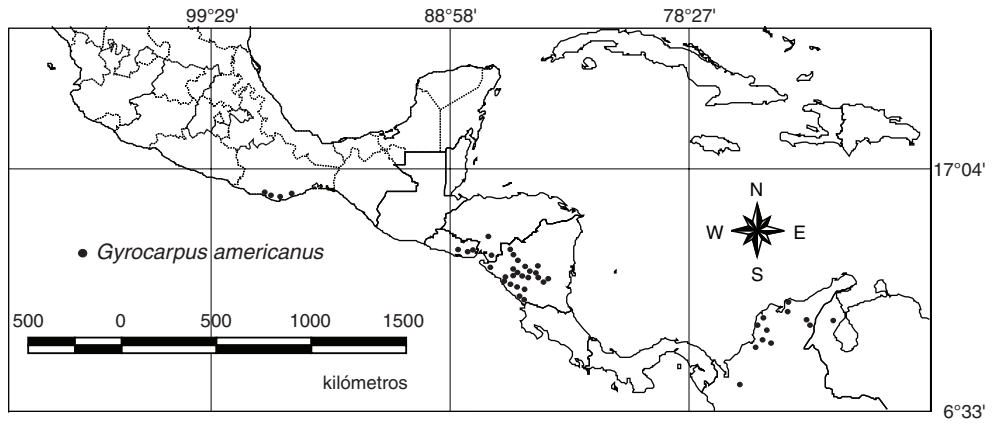 99°29' 88°58' 78°27'
17°04'
N
W E
S
Gyrocarpus americanus
500 0 500 1000 1500
kilómetros
6°33'